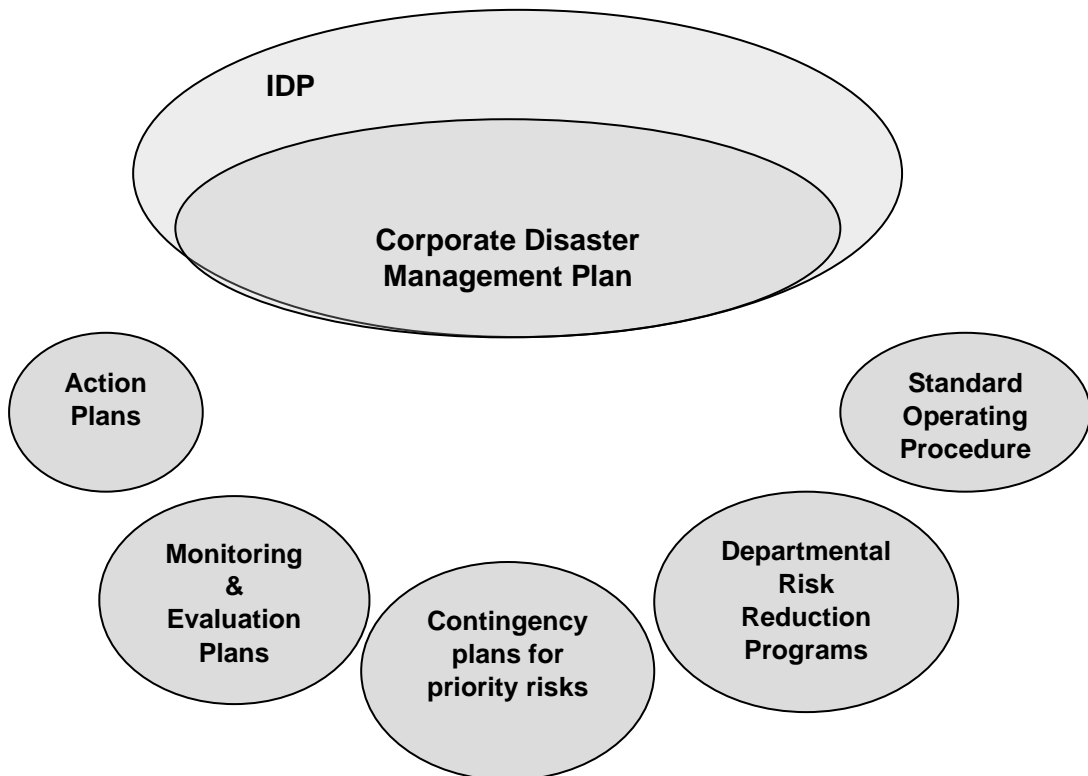 IDP
Corporate Disaster
Management Plan
Action
Plans
Standard
Operating
Procedure
Monitoring
&
Evaluation
Plans
Departmental
Risk
Reduction
Programs
Contingency
plans for
priority risks